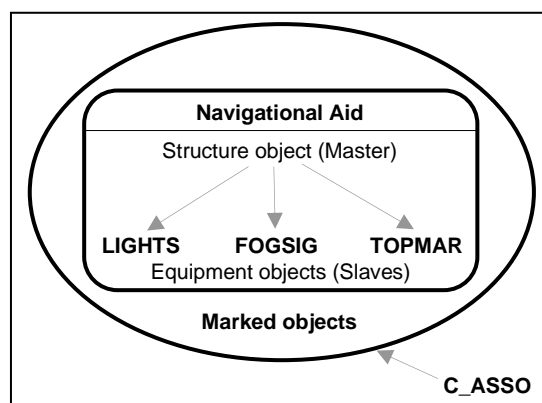 Navigational Aid
Structure object (Master)
LIGHTS FOGSIG TOPMAR
Equipment objects (Slaves)
Marked objects
C_ASSO